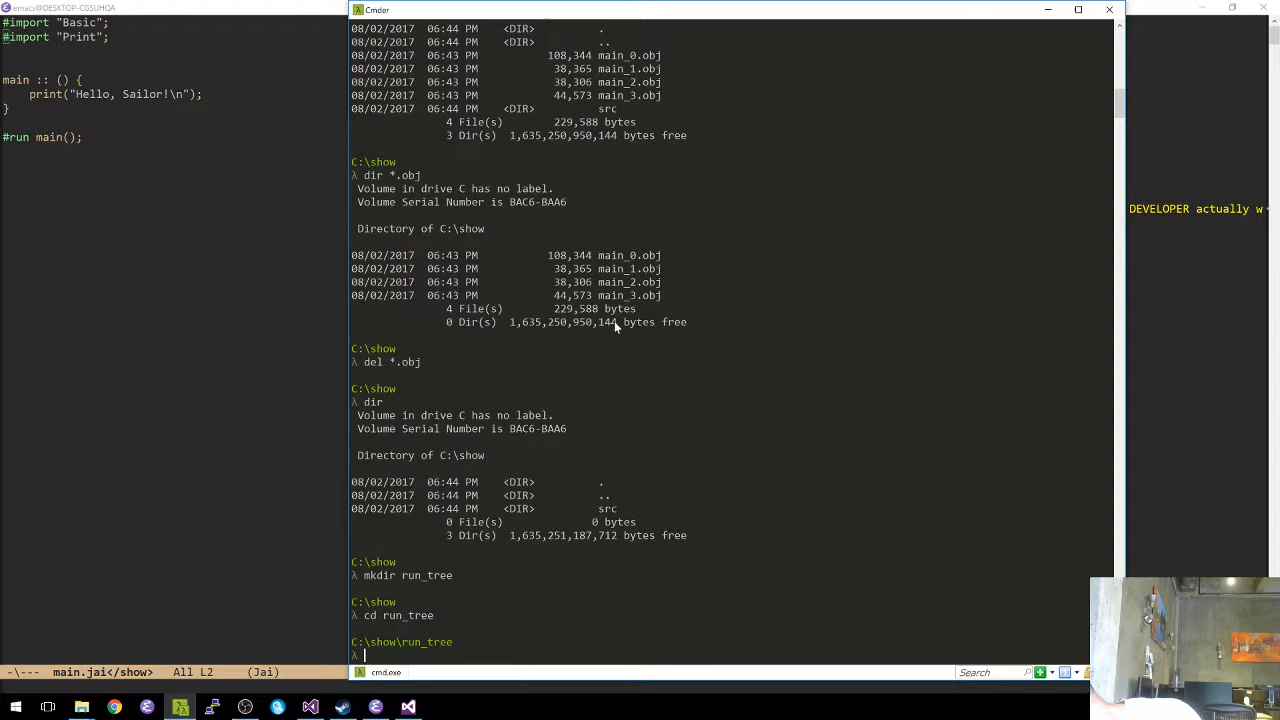 emacs@DESKTOP-CGSUHQA
#import "Basic";
#import "Print";
main :: () {
print("Hello, Sailor!\n");
}
#run main();
-\--- main.jai</show> All L2 (Jai)
Cmder
08/02/2017 06:44 PM <DIR> .
08/02/2017 06:44 PM <DIR> ..
08/02/2017 06:43 PM 108,344 main_0.obj
08/02/2017 06:43 PM 38,365 main_1.obj
08/02/2017 06:43 PM 38,306 main_2.obj
08/02/2017 06:43 PM 44,573 main_3.obj
08/02/2017 06:44 PM <DIR> src
4 File(s) 229,588 bytes
3 Dir(s) 1,635,250,950,144 bytes free
C:\show
λ dir *.obj
Volume in drive C has no label.
Volume Serial Number is BAC6-BAA6
Directory of C:\show
08/02/2017 06:43 PM 108,344 main_0.obj
08/02/2017 06:43 PM 38,365 main_1.obj
08/02/2017 06:43 PM 38,306 main_2.obj
08/02/2017 06:43 PM 44,573 main_3.obj
4 File(s) 229,588 bytes
0 Dir(s) 1,635,250,950,144 bytes free
C:\show
λ del *.obj
C:\show
λ dir
Volume in drive C has no label.
Volume Serial Number is BAC6-BAA6
Directory of C:\show
08/02/2017 06:44 PM <DIR> .
08/02/2017 06:44 PM <DIR> ..
08/02/2017 06:44 PM <DIR> src
0 File(s) 0 bytes
3 Dir(s) 1,635,251,187,712 bytes free
C:\show
λ mkdir run_tree
C:\show
λ cd run_tree
C:\show\run_tree
λ
cmd.exe
Search
DEVELOPER actually w